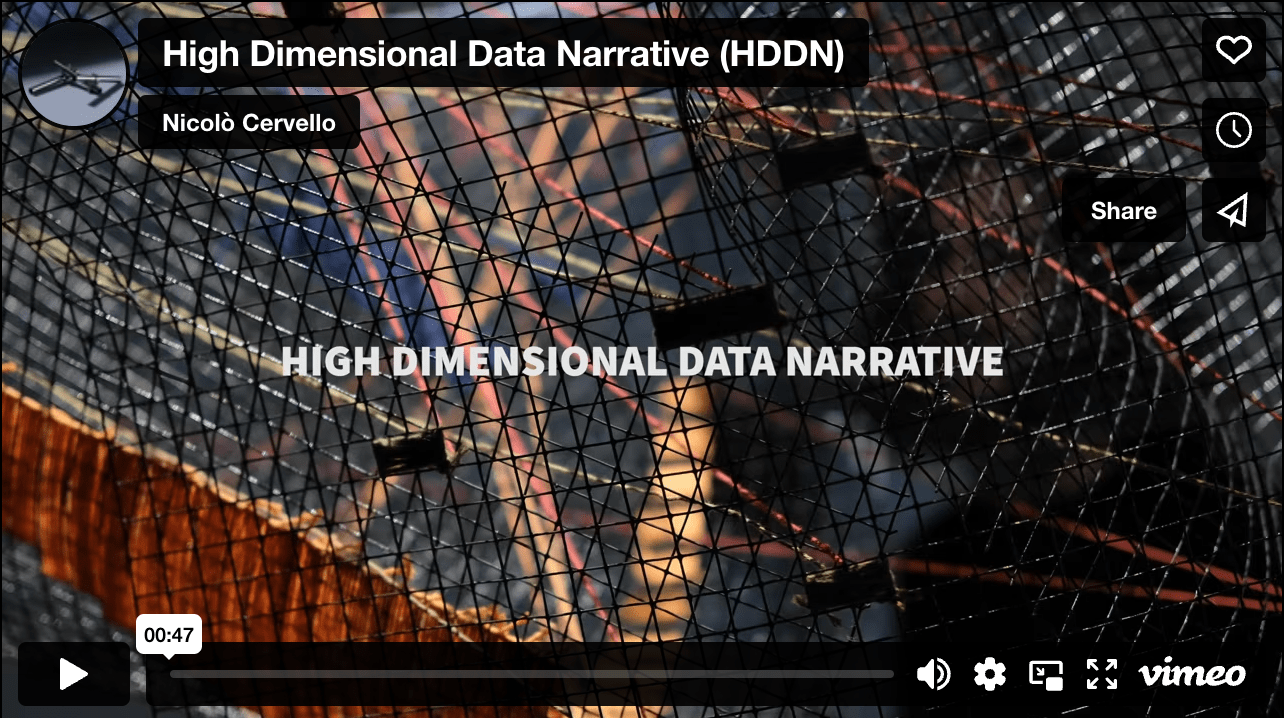 High Dimensional Data Narrative (HDDN)
Nicolò Cervello
Share
HIGH DIMENSIONAL DATA NARRATIVE
00:47
vimeo